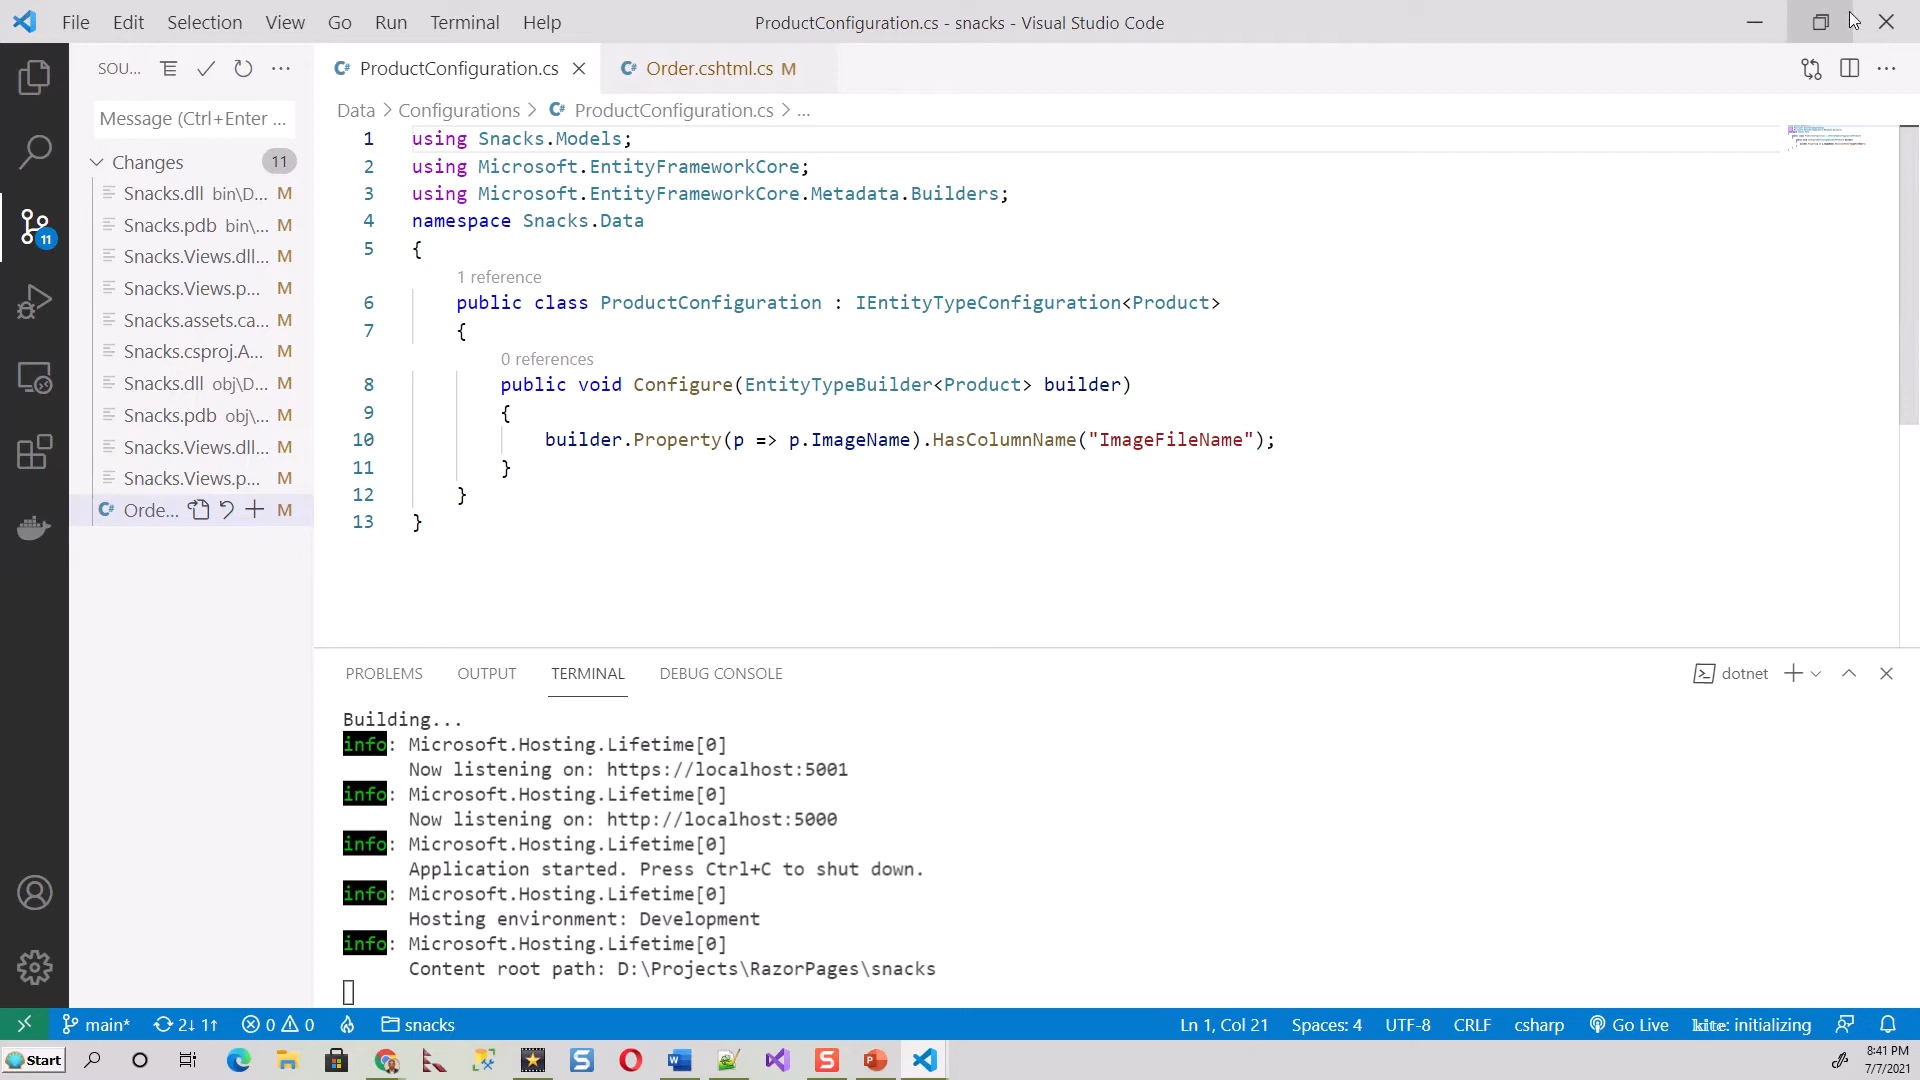 File Edit Selection View Go Run Terminal Help
ProductConfiguration.cs - snacks - Visual Studio Code
SOU...
ProductConfiguration.cs
Order.cshtml.cs M
Message (Ctrl+Enter ...
Data > Configurations > ProductConfiguration.cs > ...
Changes 11
Snacks.dll bin\D... M
Snacks.pdb bin\... M
Snacks.Views.dll... M
Snacks.Views.p... M
Snacks.assets.ca... M
Snacks.csproj.A... M
Snacks.dll obj\D... M
Snacks.pdb obj\... M
Snacks.Views.dll... M
Snacks.Views.p... M
Orde... M
11
1 using Snacks.Models;
2 using Microsoft.EntityFrameworkCore;
3 using Microsoft.EntityFrameworkCore.Metadata.Builders;
4 namespace Snacks.Data
5 {
1 reference
6 public class ProductConfiguration : IEntityTypeConfiguration<Product>
7 {
0 references
8 public void Configure(EntityTypeBuilder<Product> builder)
9 {
10 builder.Property(p => p.ImageName).HasColumnName("ImageFileName");
11 }
12 }
13 }
PROBLEMS OUTPUT TERMINAL DEBUG CONSOLE
dotnet
Building...
info: Microsoft.Hosting.Lifetime[0]
Now listening on: https://localhost:5001
info: Microsoft.Hosting.Lifetime[0]
Now listening on: http://localhost:5000
info: Microsoft.Hosting.Lifetime[0]
Application started. Press Ctrl+C to shut down.
info: Microsoft.Hosting.Lifetime[0]
Hosting environment: Development
info: Microsoft.Hosting.Lifetime[0]
Content root path: D:\Projects\RazorPages\snacks
main* 2↓ 1↑ 0 0 snacks
Ln 1, Col 21 Spaces: 4 UTF-8 CRLF csharp Go Live kite: initializing
Start
8:41 PM
7/7/2021